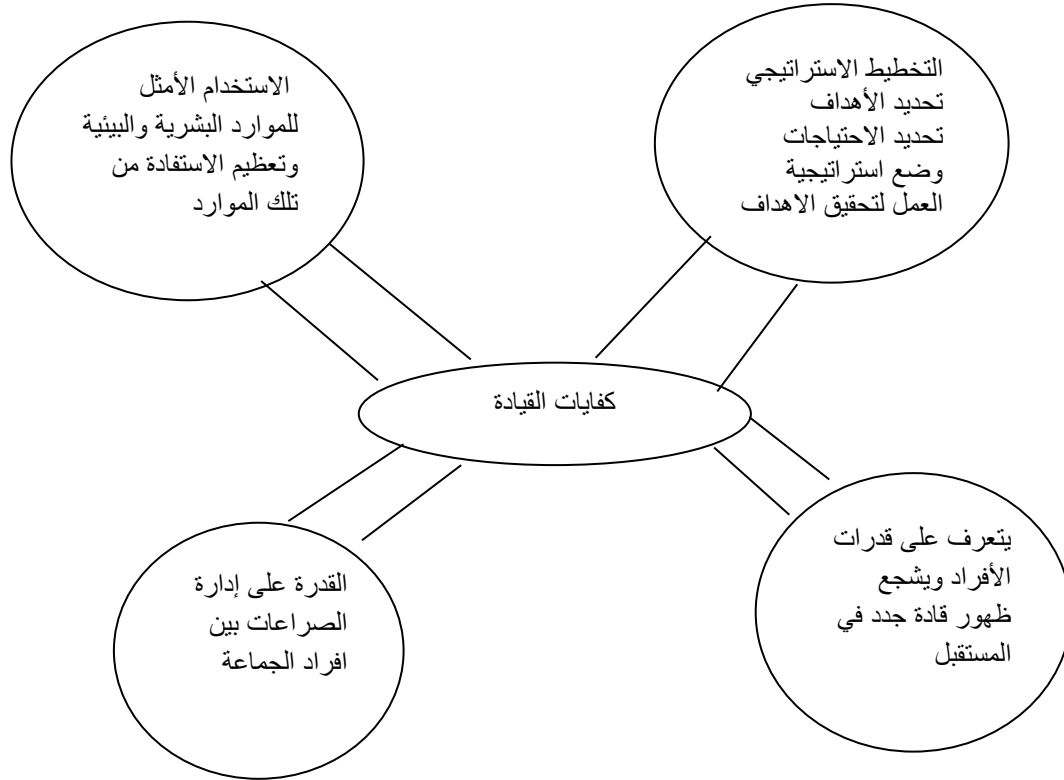 التخطيط الاستراتيجي
تحديد الأهداف
تحديد الاحتياجات
وضع استراتيجية
العمل لتحقيق الاهداف
الاستخدام الأمثل
للموارد البشرية والبيئية
وتعظيم الاستفادة من
تلك الموارد
كفايات القيادة
يتعرف على قدرات
الأفراد ويشجع
ظهور قادة جدد في
المستقبل
القدرة على إدارة
الصراعات بين
افراد الجماعة